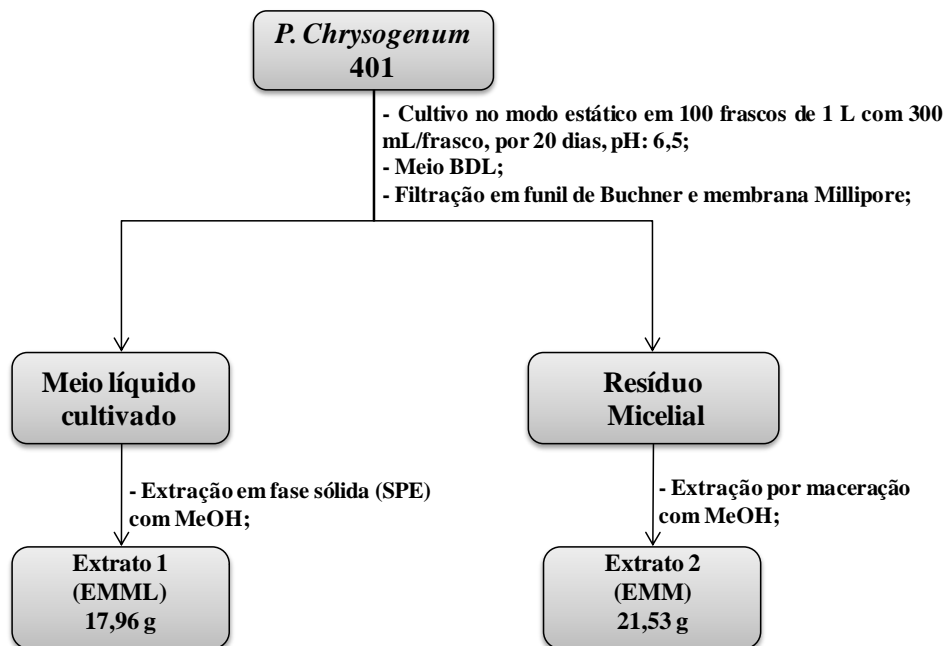 P. Chrysogenum
401
- Cultivo no modo estático em 100 frascos de 1 L com 300
mL/frasco, por 20 dias, pH: 6,5;
- Meio BDL;
- Filtração em funil de Buchner e membrana Millipore;
Meio líquido
cultivado
Resíduo
Micelial
- Extração em fase sólida (SPE)
com MeOH;
- Extração por maceração
com MeOH;
Extrato 1
(EMML)
17,96 g
Extrato 2
(EMM)
21,53 g